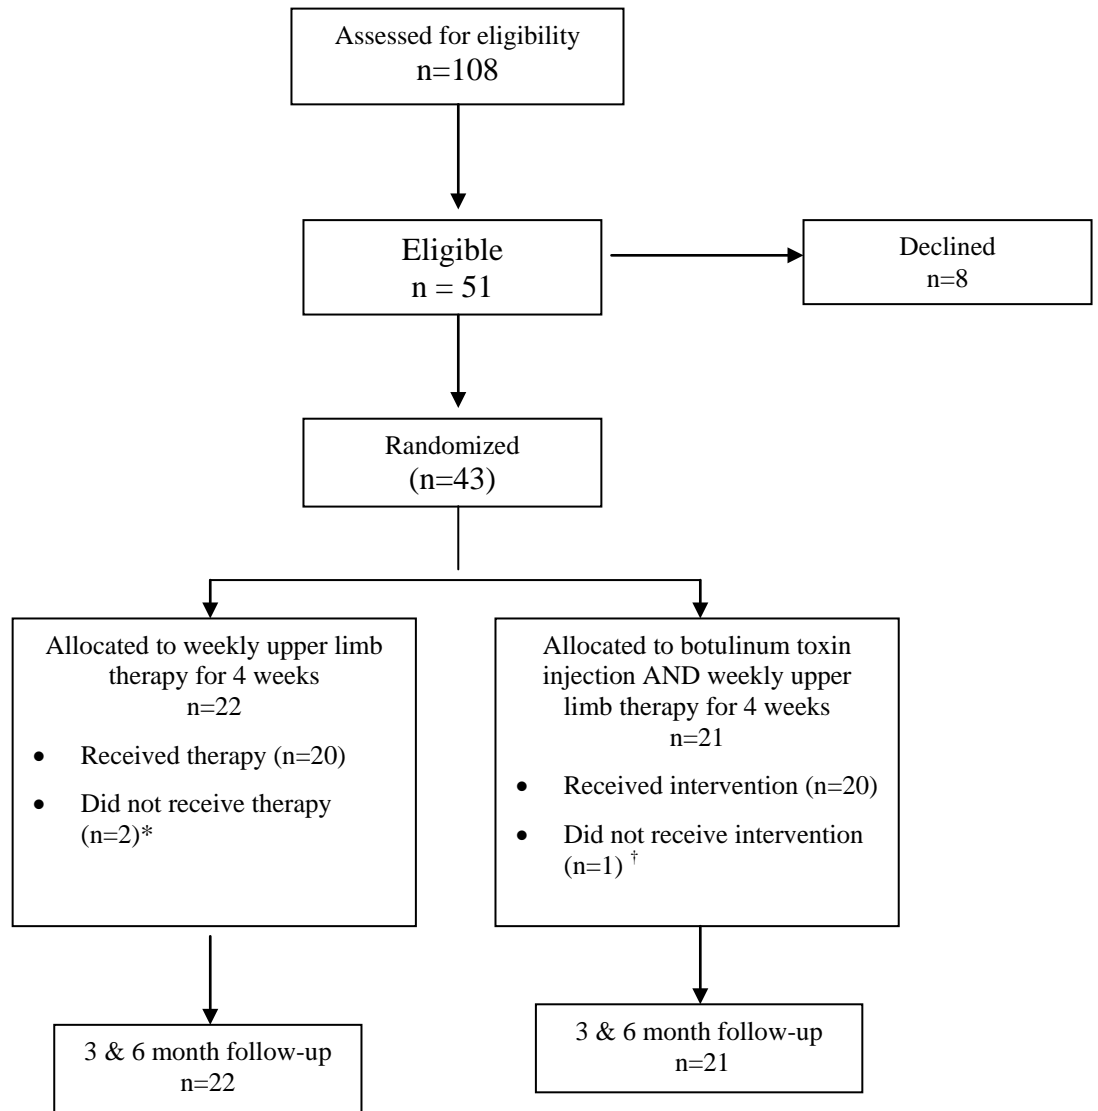 Assessed for eligibility
n=108
Eligible
n = 51
Declined
n=8
Randomized
(n=43)
Allocated to weekly upper limb
therapy for 4 weeks
n=22
• Received therapy (n=20)
• Did not receive therapy
(n=2)*
Allocated to botulinum toxin
injection AND weekly upper
limb therapy for 4 weeks
n=21
• Received intervention (n=20)
• Did not receive intervention
(n=1) †
3 & 6 month follow-up
n=22
3 & 6 month follow-up
n=21